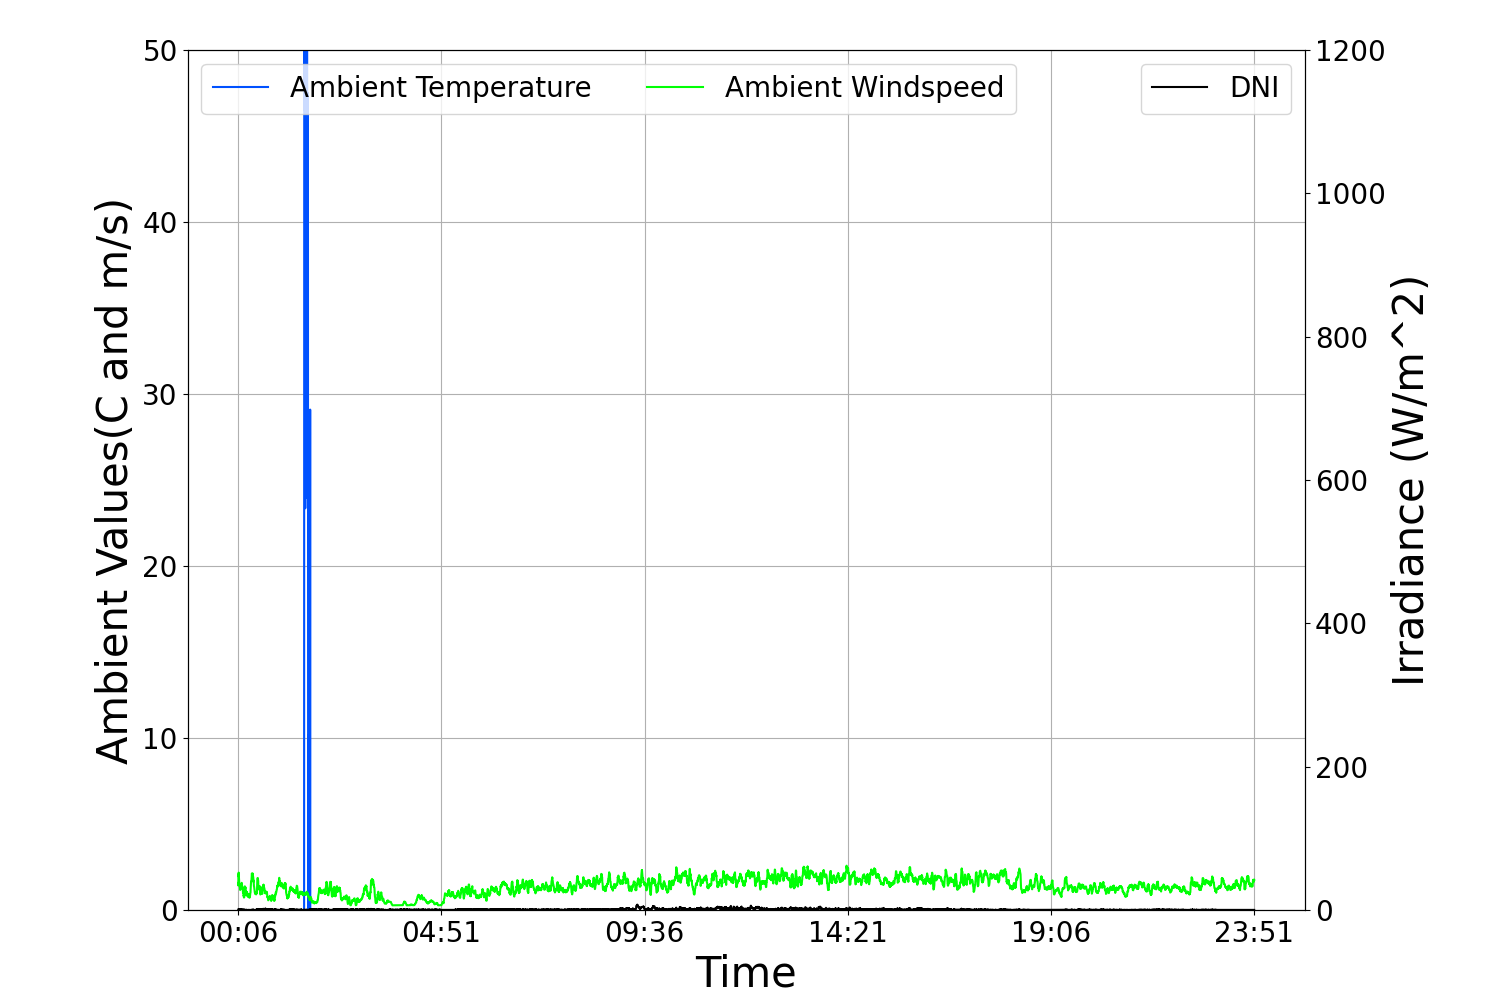 Ambient Temperature
Ambient Windspeed
DNI
Ambient Values(C and m/s)
50
40
30
20
10
0
1200
1000
800
600
400
200
0
Irradiance (W/m^2)
00:06 04:51 09:36 14:21 19:06 23:51
Time